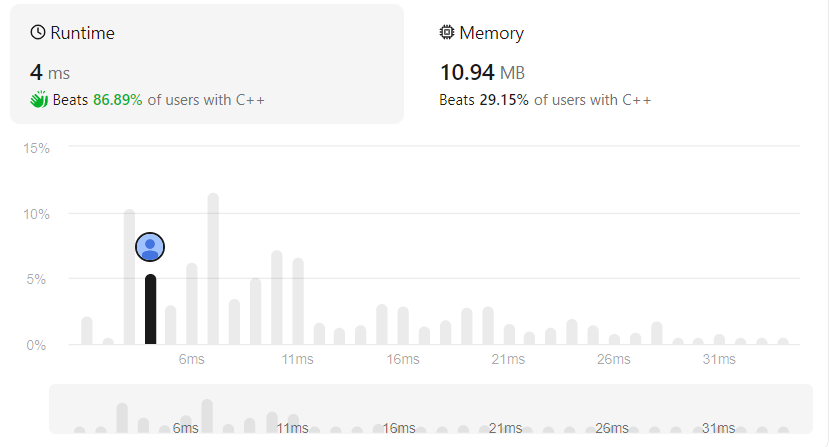 Runtime
4 ms
Beats 86.89% of users with C++
Memory
10.94 MB
Beats 29.15% of users with C++
15%
10%
5%
0%
6ms 11ms 16ms 21ms 26ms 31ms
6ms 11ms 16ms 21ms 26ms 31ms